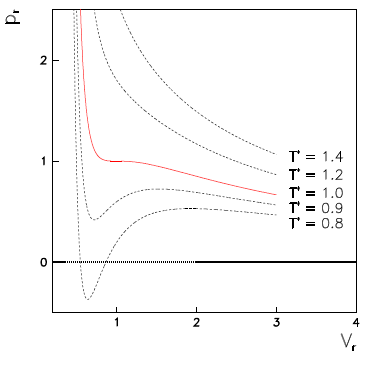 pᵣ
2
1
0
T* = 1.4
T* = 1.2
T* = 1.0
T* = 0.9
T* = 0.8
1 2 3 4
Vᵣ